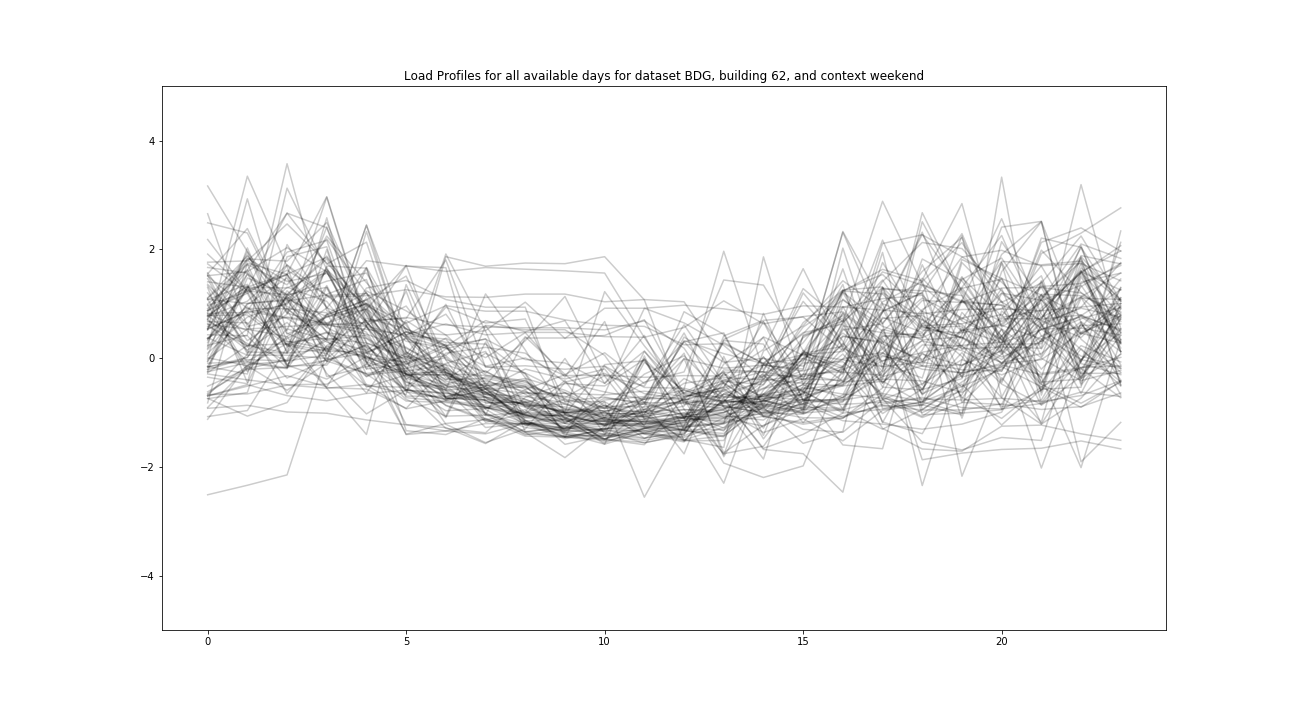 Load Profiles for all available days for dataset BDG, building 62, and context weekend
4
2
0
−2
−4
0 5 10 15 20